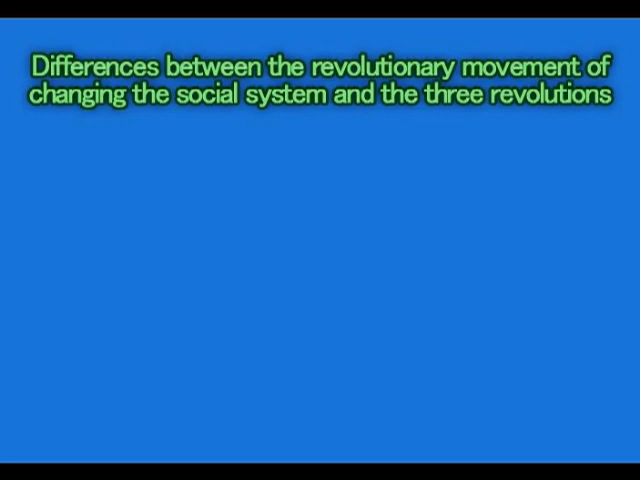 Differences between the revolutionary movement of
changing the social system and the three revolutions